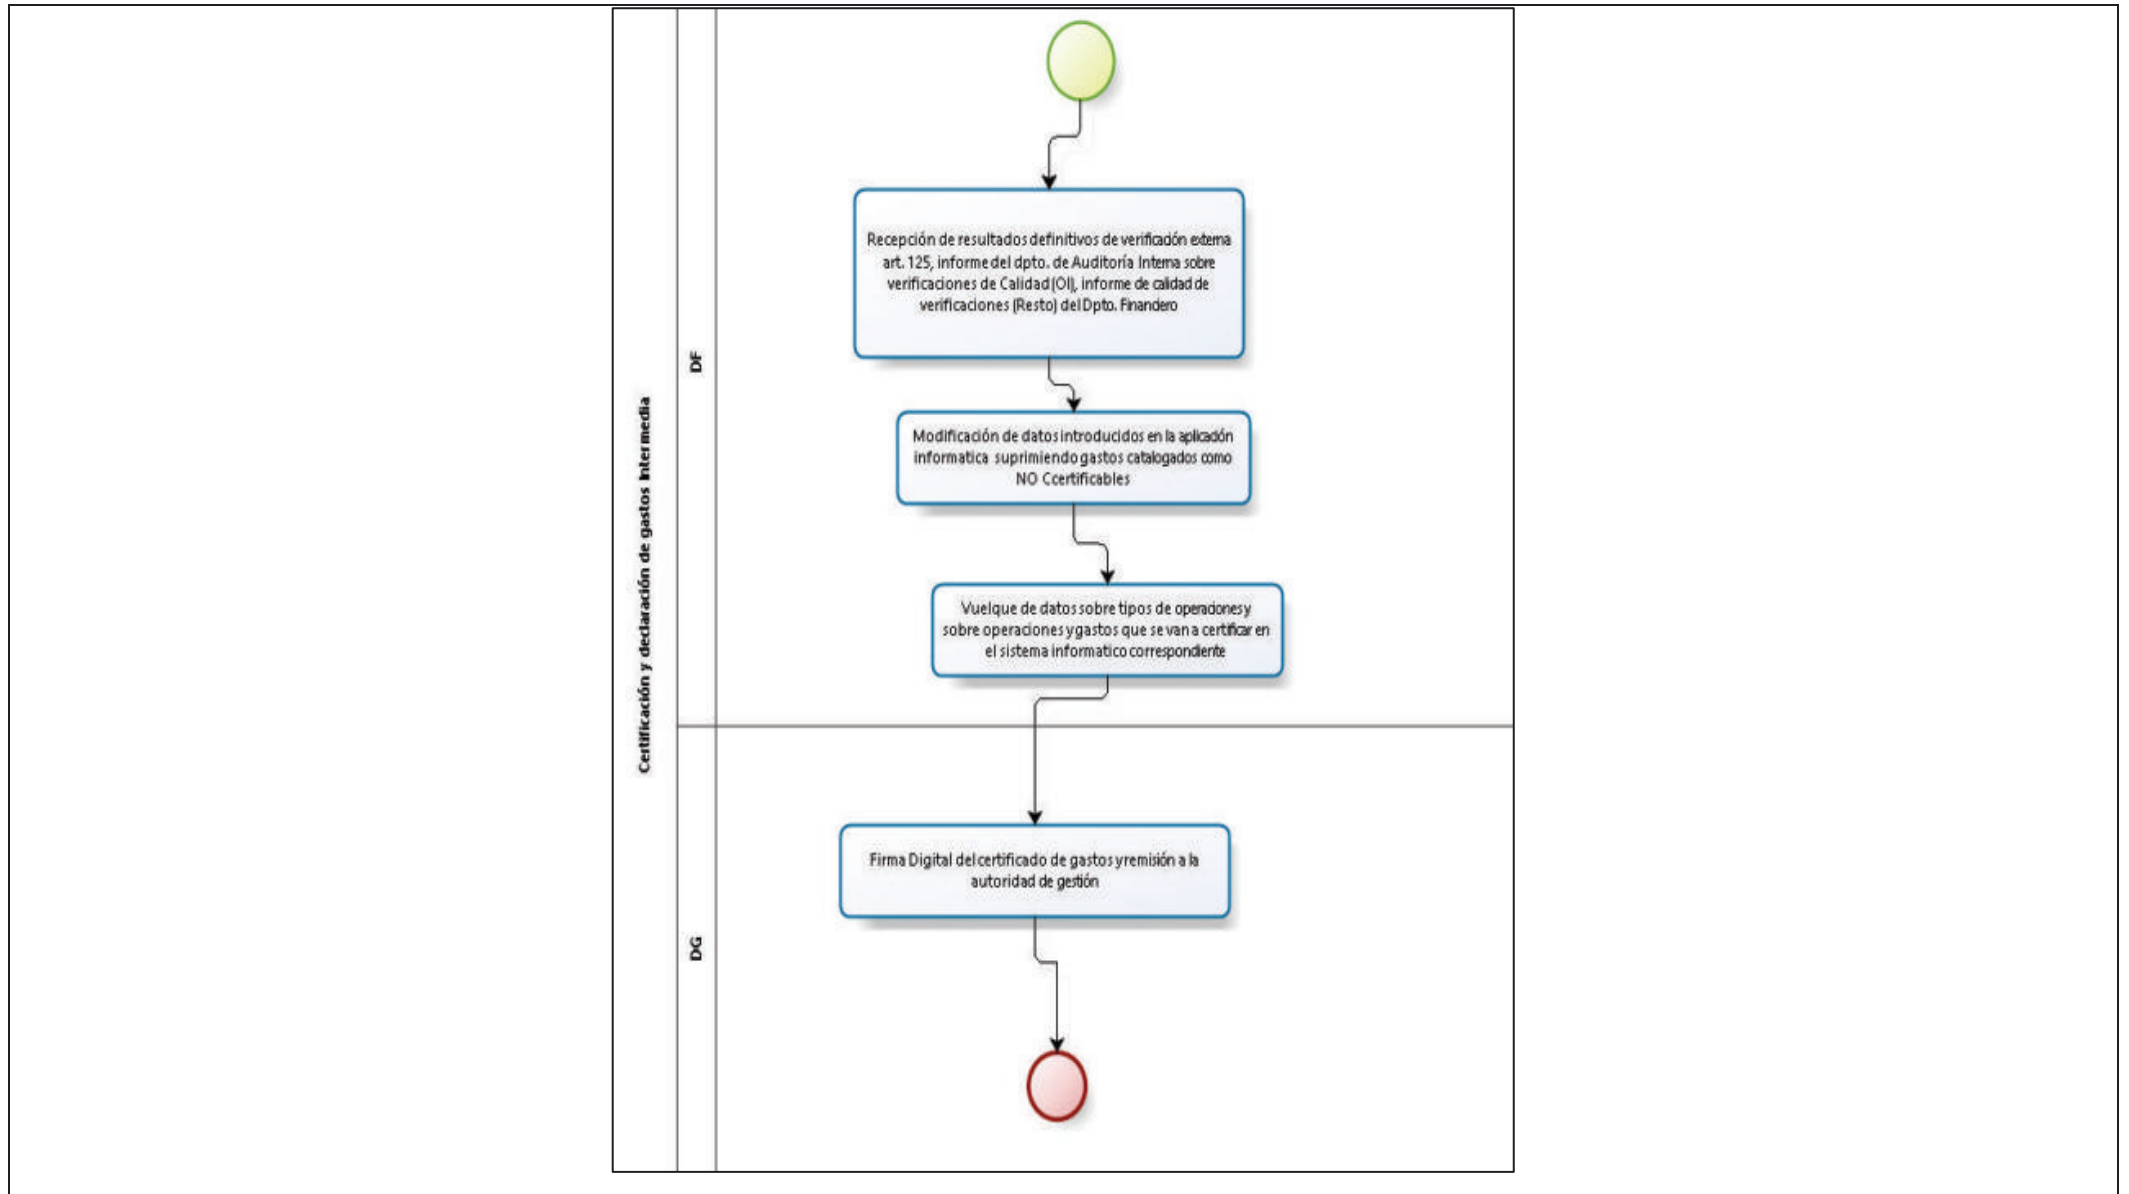 Certificación y declaración de gastos Intermedia
DF
Recepción de resultados definitivos de verificación externa
art. 125, informe del dpto. de Auditoría Interna sobre
verificaciones de Calidad (OI), informe de calidad de
verificaciones (Resto) del Dpto. Financiero
Modificación de datos introducidos en la aplicación
informatica suprimiendo gastos catalogados como
NO Ccertificables
Vuelque de datos sobre tipos de operaciones y
sobre operaciones y gastos que se van a certificar en
el sistema informatico correspondiente
DG
Firma Digital del certificado de gastos y remisión a la
autoridad de gestión